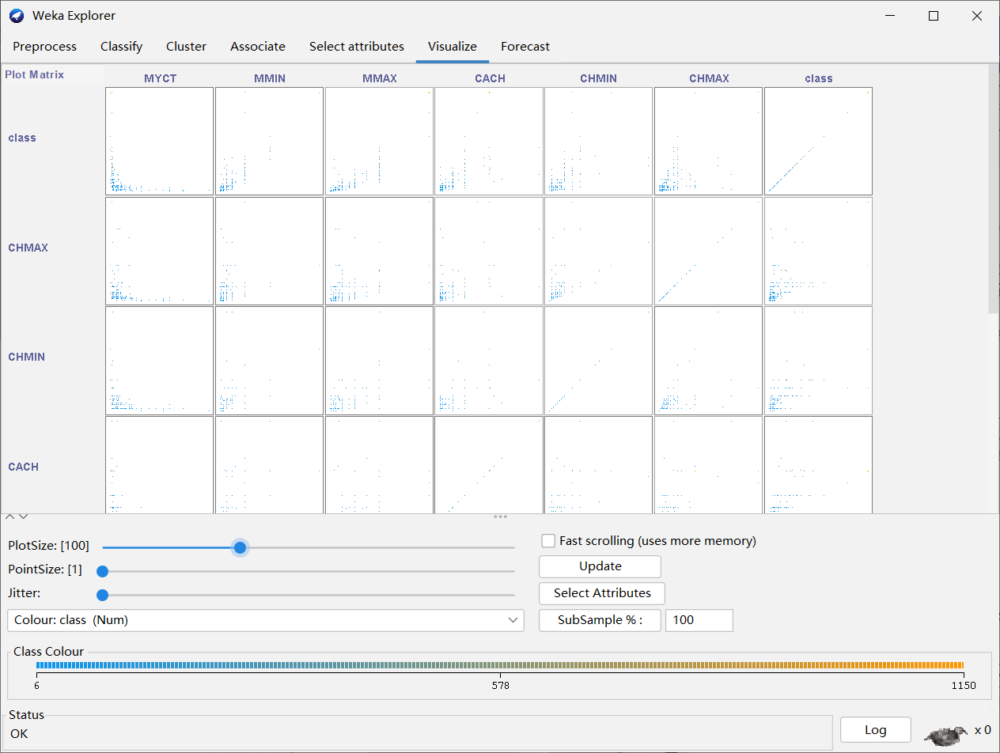 Weka Explorer
Preprocess Classify Cluster Associate Select attributes Visualize Forecast
Plot Matrix MYCT MMIN MMAX CACH CHMIN CHMAX class
class
CHMAX
CHMIN
CACH
PlotSize: [100] Fast scrolling (uses more memory)
PointSize: [1] Update
Jitter: Select Attributes
Colour: class (Num) SubSample % : 100
Class Colour
6 578 1150
Status
OK Log x 0